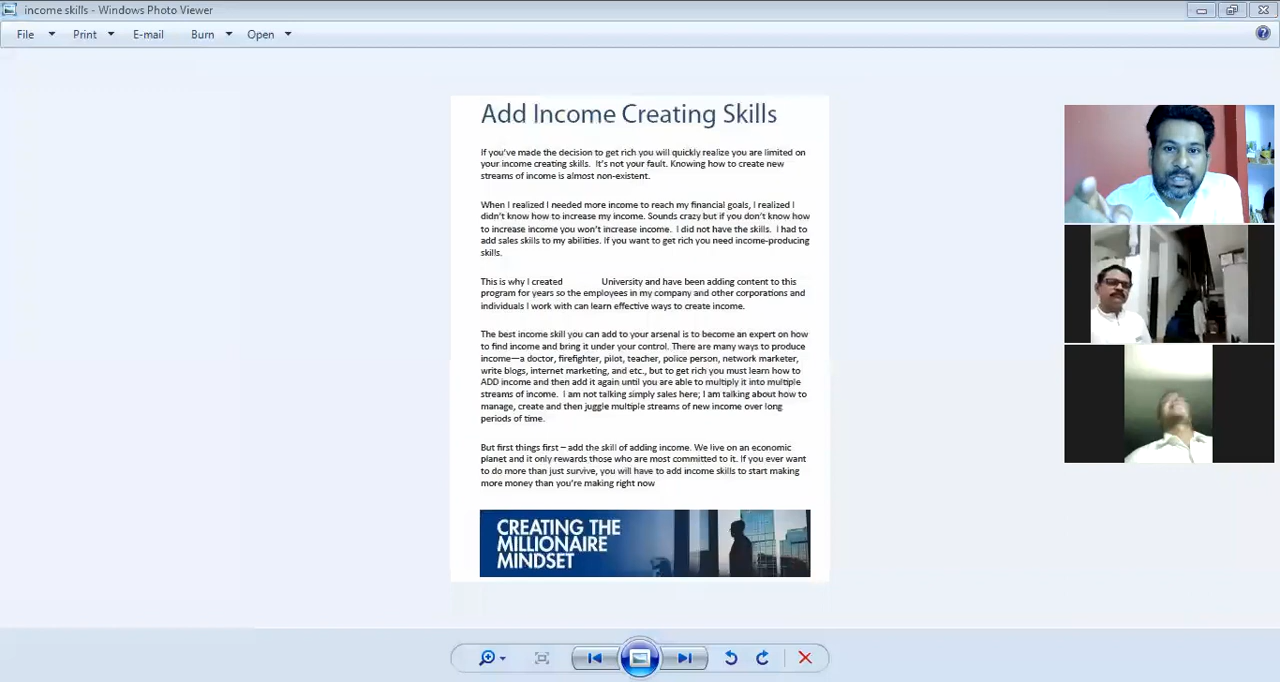 income skills - Windows Photo Viewer
File Print E-mail Burn Open
Add Income Creating Skills
If you've made the decision to get rich you will quickly realize you are limited on
your income creating skills. It's not your fault. Knowing how to create new
streams of income is almost non-existent.
When I realized I needed more income to reach my financial goals, I realized I
didn't know how to increase my income. Sounds crazy but if you don't know how
to increase income you won't increase income. I did not have the skills. I had to
add sales skills to my abilities. If you want to get rich you need income-producing
skills.
This is why I created University and have been adding content to this
program for years so the employees in my company and other corporations and
individuals I work with can learn effective ways to create income.
The best income skill you can add to your arsenal is to become an expert on how
to find income and bring it under your control. There are many ways to produce
income—a doctor, firefighter, pilot, teacher, police person, network marketer,
write blogs, internet marketing, and etc., but to get rich you must learn how to
ADD income and then add it again until you are able to multiply it into multiple
streams of income. I am not talking simply sales here; I am talking about how to
manage, create and then juggle multiple streams of new income over long
periods of time.
But first things first – add the skill of adding income. We live on an economic
planet and it only rewards those who are most committed to it. If you ever want
to do more than just survive, you will have to add income skills to start making
more money than you're making right now
CREATING THE
MILLIONAIRE
MINDSET